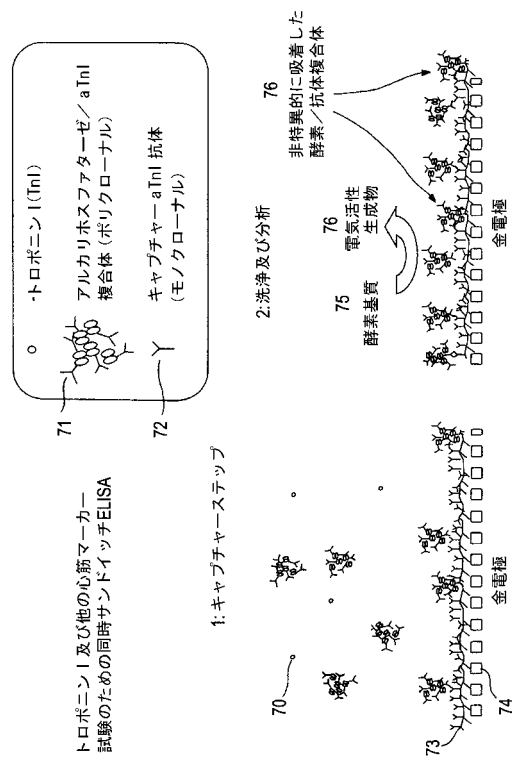 トロポニン I 及び他の心筋マーカー
試験のための同時サンドイッチELISA
・トロポニン I (TnI)
71
アルカリホスファターゼ/aTnI
複合体(ポリクローナル)
72
キャプチャーaTnI 抗体
(モノクローナル)
1:キャプチャーステップ
70
73
74
金電極
2:洗浄及び分析
75
酵素基質
76
電気活性
生成物
76
非特異的に吸着した
酵素/抗体複合体
金電極